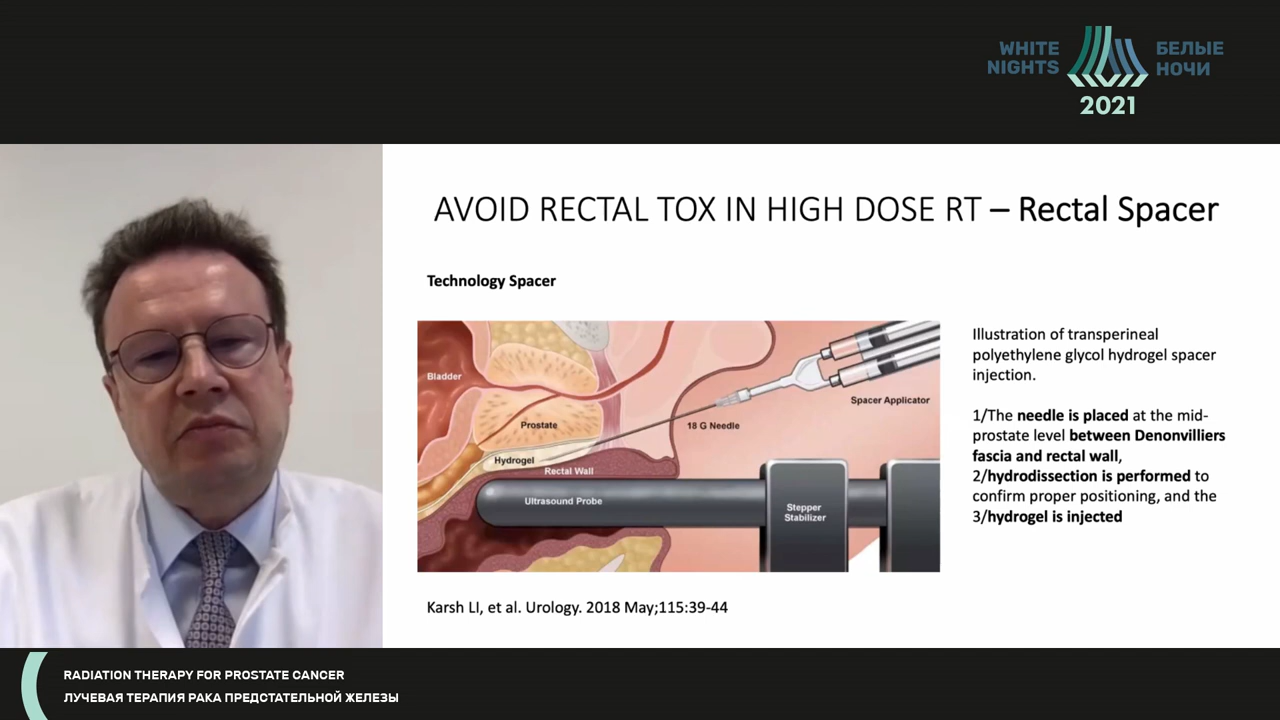 WHITE
NIGHTS
БЕЛЫЕ
НОЧИ
2021
AVOID RECTAL TOX IN HIGH DOSE RT – Rectal Spacer
Technology Spacer
Bladder
Prostate
Hydrogel
Rectal Wall
Ultrasound Probe
18 G Needle
Spacer Applicator
Stepper
Stabilizer
Illustration of transperineal
polyethylene glycol hydrogel spacer
injection.
1/The needle is placed at the mid-
prostate level between Denonvilliers
fascia and rectal wall,
2/hydrodissection is performed to
confirm proper positioning, and the
3/hydrogel is injected
Karsh LI, et al. Urology. 2018 May;115:39-44
RADIATION THERAPY FOR PROSTATE CANCER
ЛУЧЕВАЯ ТЕРАПИЯ РАКА ПРЕДСТАТЕЛЬНОЙ ЖЕЛЕЗЫ